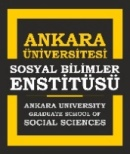 ANKARA
ÜNİVERSİTESİ
SOSYAL BİLİMLER
ENSTİTÜSÜ
ANKARA UNIVERSITY
GRADUATE SCHOOL OF
SOCIAL SCIENCES